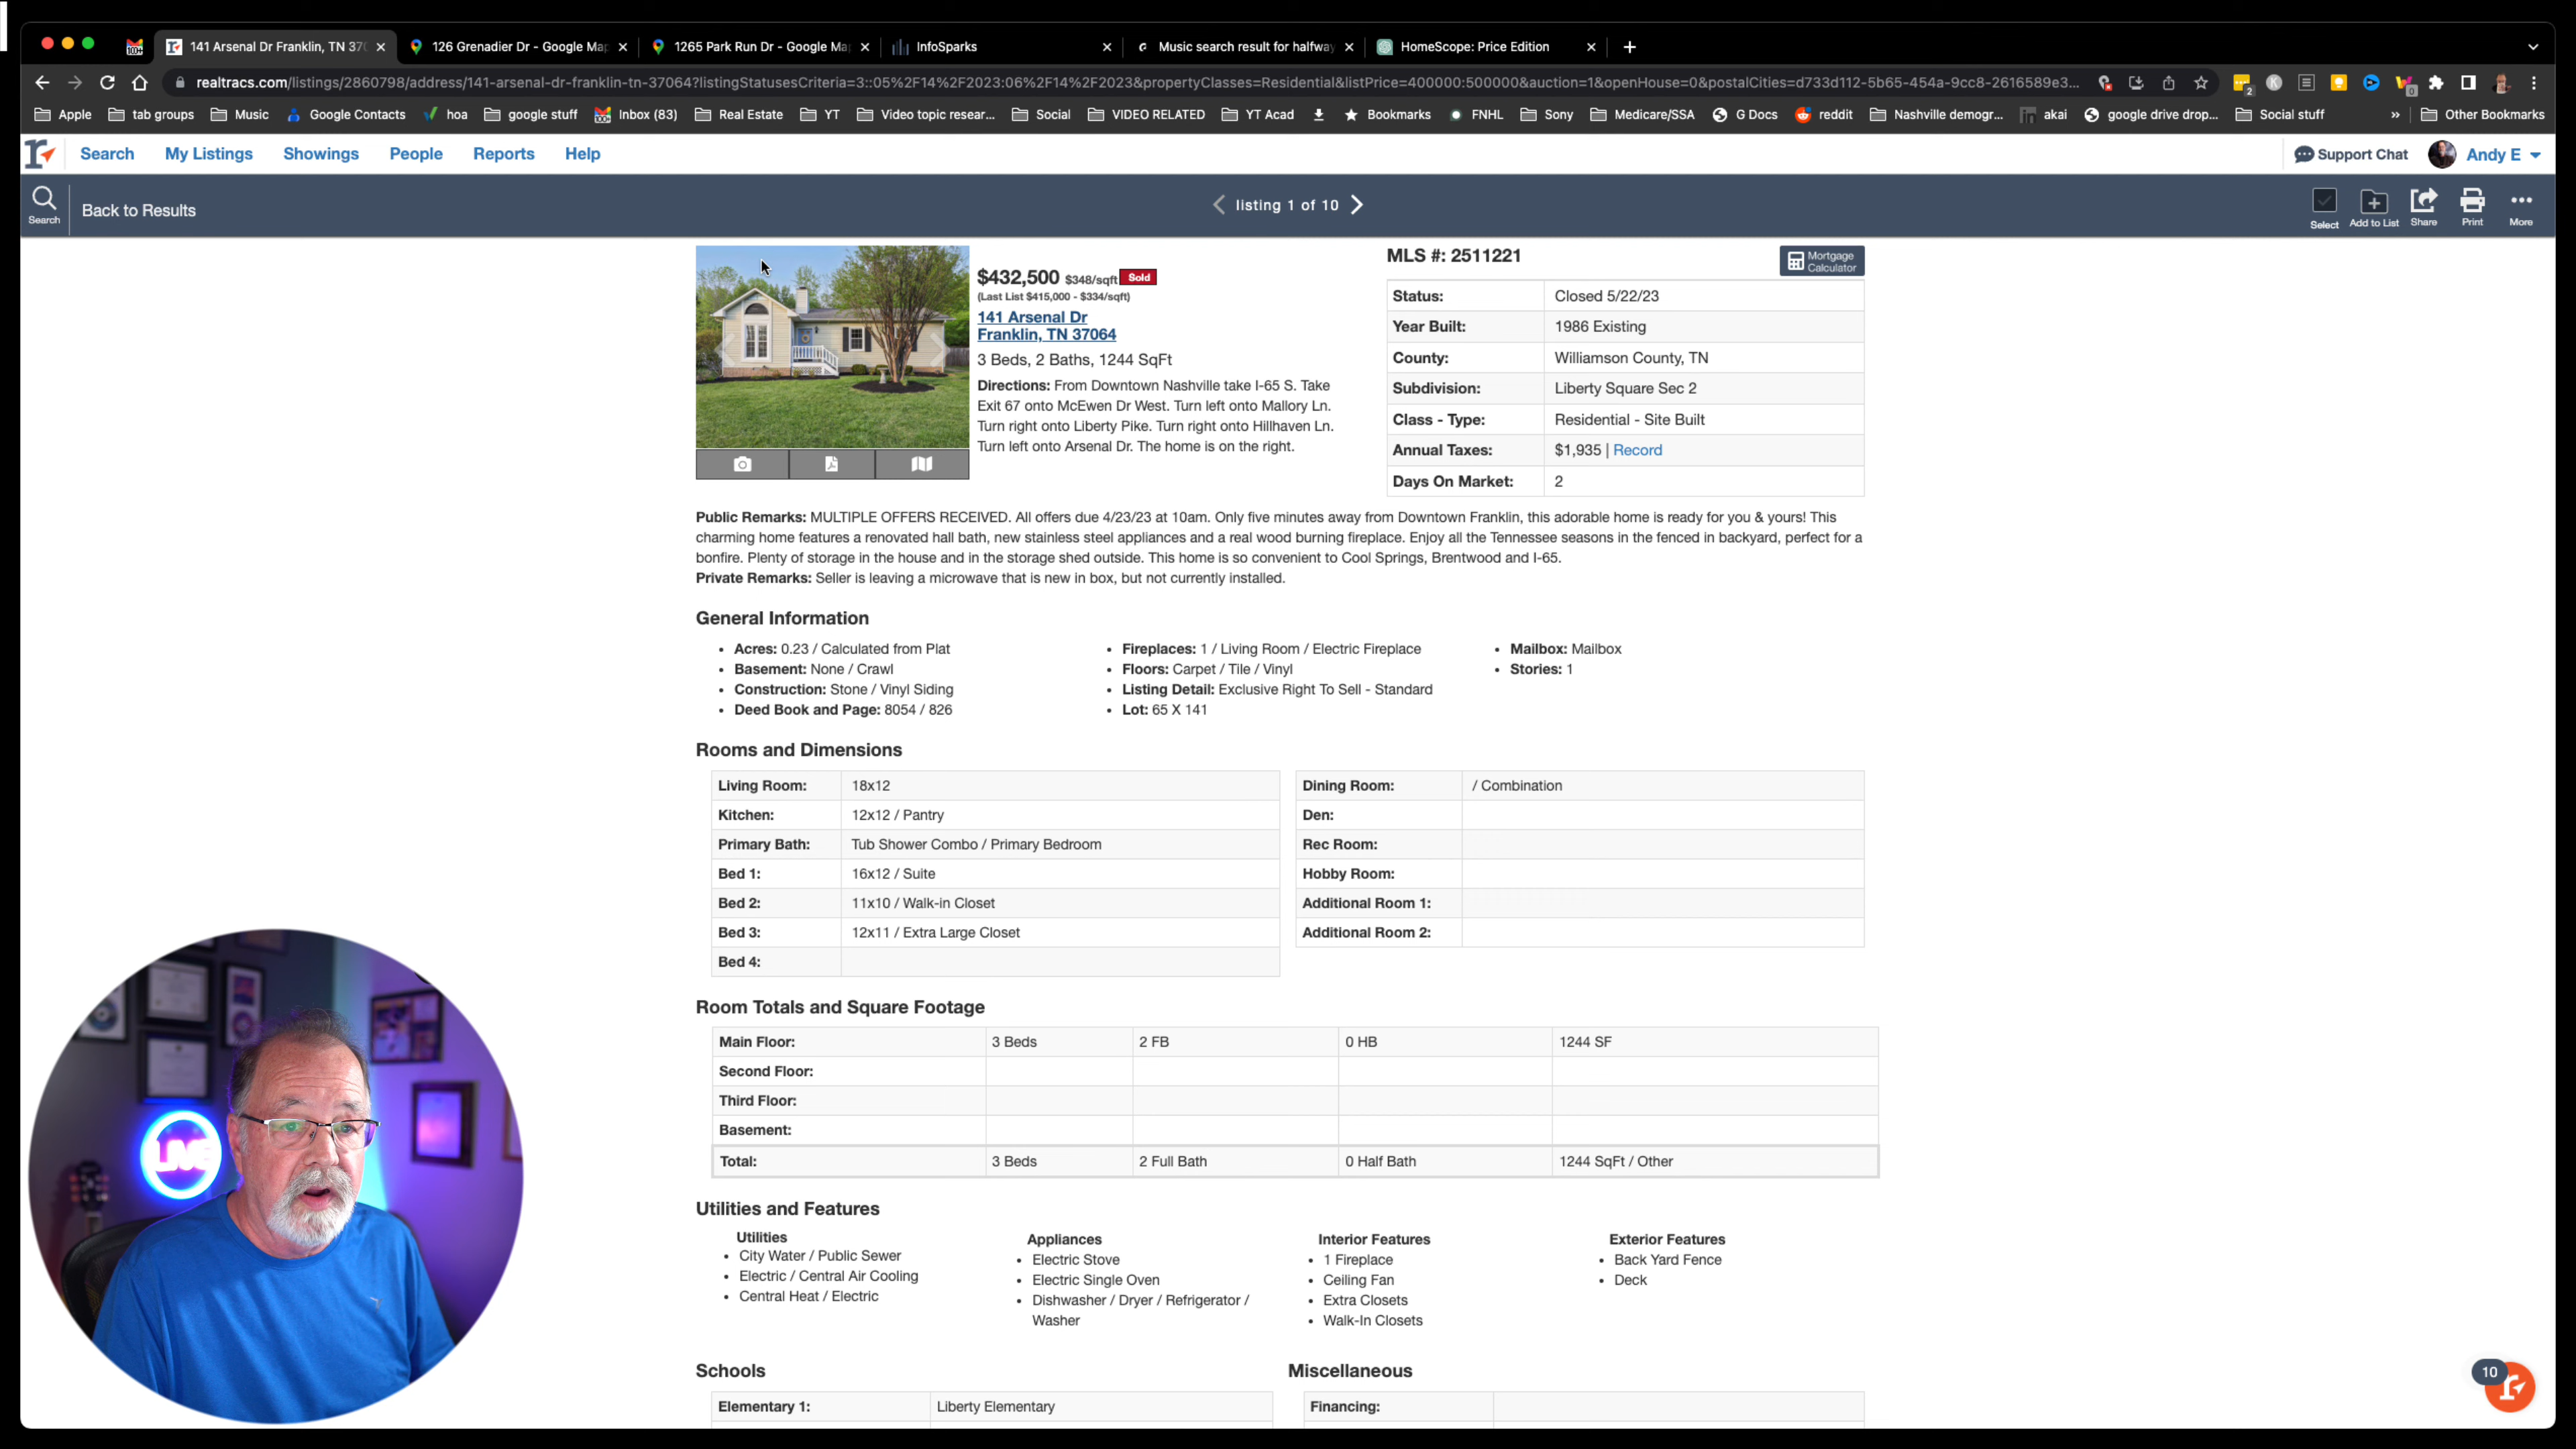 141 Arsenal Dr Franklin, TN 370
126 Grenadier Dr - Google Ma
1265 Park Run Dr - Google Ma
InfoSparks
Music search result for halfway
HomeScope: Price Edition
realtracs.com/listings/2860798/address/141-arsenal-dr-franklin-tn-37064?listingStatusesCriteria=3::05%2F14%2F2023:06%2F14%2F2023&propertyClasses=Residential&listPrice=400000:500000&auction=1&openHouse=0&postalCities=d733d112-5b65-454a-9cc8-2616589e3...
Apple tab groups Music Google Contacts hoa google stuff Inbox (83) Real Estate YT Video topic resear... Social VIDEO RELATED YT Acad Bookmarks FNHL Sony Medicare/SSA G Docs reddit Nashville demogr... akai google drive drop... Social stuff » Other Bookmarks
Search My Listings Showings People Reports Help Support Chat Andy E
Search Back to Results listing 1 of 10 Select Add to List Share Print More
$432,500 $348/sqft Sold
(Last List $415,000 - $334/sqft)
141 Arsenal Dr
Franklin, TN 37064
3 Beds, 2 Baths, 1244 SqFt
Directions: From Downtown Nashville take I-65 S. Take
Exit 67 onto McEwen Dr West. Turn left onto Mallory Ln.
Turn right onto Liberty Pike. Turn right onto Hillhaven Ln.
Turn left onto Arsenal Dr. The home is on the right.
MLS #: 2511221
Mortgage
Calculator
Status: Closed 5/22/23
Year Built: 1986 Existing
County: Williamson County, TN
Subdivision: Liberty Square Sec 2
Class - Type: Residential - Site Built
Annual Taxes: $1,935 | Record
Days On Market: 2
Public Remarks: MULTIPLE OFFERS RECEIVED. All offers due 4/23/23 at 10am. Only five minutes away from Downtown Franklin, this adorable home is ready for you & yours! This
charming home features a renovated hall bath, new stainless steel appliances and a real wood burning fireplace. Enjoy all the Tennessee seasons in the fenced in backyard, perfect for a
bonfire. Plenty of storage in the house and in the storage shed outside. This home is so convenient to Cool Springs, Brentwood and I-65.
Private Remarks: Seller is leaving a microwave that is new in box, but not currently installed.
General Information
• Acres: 0.23 / Calculated from Plat
• Basement: None / Crawl
• Construction: Stone / Vinyl Siding
• Deed Book and Page: 8054 / 826
• Fireplaces: 1 / Living Room / Electric Fireplace
• Floors: Carpet / Tile / Vinyl
• Listing Detail: Exclusive Right To Sell - Standard
• Lot: 65 X 141
• Mailbox: Mailbox
• Stories: 1
Rooms and Dimensions
Living Room: 18x12
Kitchen: 12x12 / Pantry
Primary Bath: Tub Shower Combo / Primary Bedroom
Bed 1: 16x12 / Suite
Bed 2: 11x10 / Walk-in Closet
Bed 3: 12x11 / Extra Large Closet
Bed 4:
Dining Room: / Combination
Den:
Rec Room:
Hobby Room:
Additional Room 1:
Additional Room 2:
Room Totals and Square Footage
Main Floor: 3 Beds 2 FB 0 HB 1244 SF
Second Floor:
Third Floor:
Basement:
Total: 3 Beds 2 Full Bath 0 Half Bath 1244 SqFt / Other
Utilities and Features
Utilities
• City Water / Public Sewer
• Electric / Central Air Cooling
• Central Heat / Electric
Appliances
• Electric Stove
• Electric Single Oven
• Dishwasher / Dryer / Refrigerator /
Washer
Interior Features
• 1 Fireplace
• Ceiling Fan
• Extra Closets
• Walk-In Closets
Exterior Features
• Back Yard Fence
• Deck
Schools
Elementary 1: Liberty Elementary
Miscellaneous
Financing:
LIVE
10